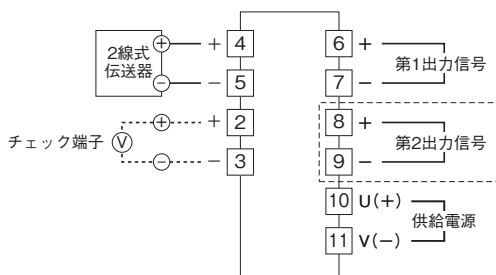 2線式
伝送器
+ + 4
− − 5
チェック端子 V
+ + 2
− − 3
6 +
7 −
第1出力信号
8 +
9 −
第2出力信号
10 U(+)
11 V(−)
供給電源